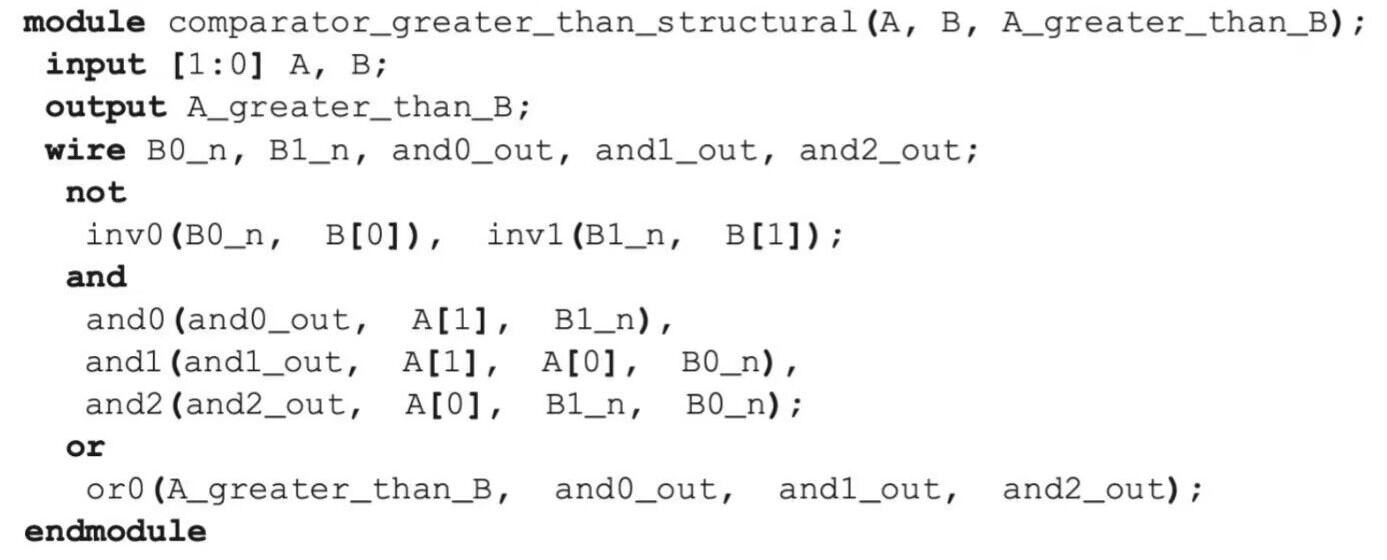 module comparator_greater_than_structural(A, B, A_greater_than_B);
input [1:0] A, B;
output A_greater_than_B;
wire B0_n, B1_n, and0_out, and1_out, and2_out;
not
inv0(B0_n, B[0]), inv1(B1_n, B[1]);
and
and0(and0_out, A[1], B1_n),
and1(and1_out, A[1], A[0], B0_n),
and2(and2_out, A[0], B1_n, B0_n);
or
or0(A_greater_than_B, and0_out, and1_out, and2_out);
endmodule